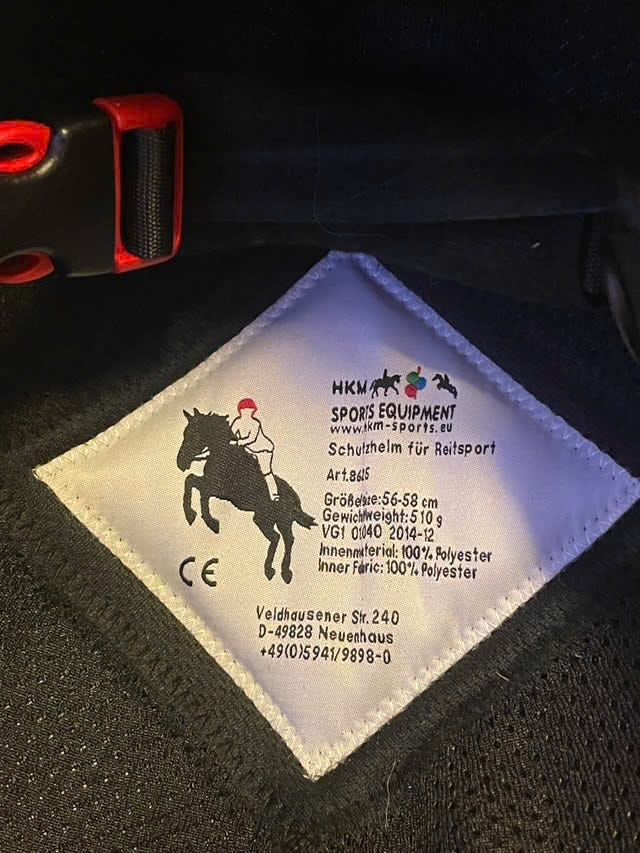 HKM
SPORTS EQUIPMENT
www.hkm-sports.eu
Schutzhelm für Reitsport
Art.8615
Größe/size:56-58 cm
Gewicht/weight:510 g
VG1 01.040 2014-12
Innenmaterial: 100% Polyester
Inner Fabric: 100% Polyester
CE
Veldhausener Str. 240
D-49828 Neuenhaus
+49(0)5941/9898-0